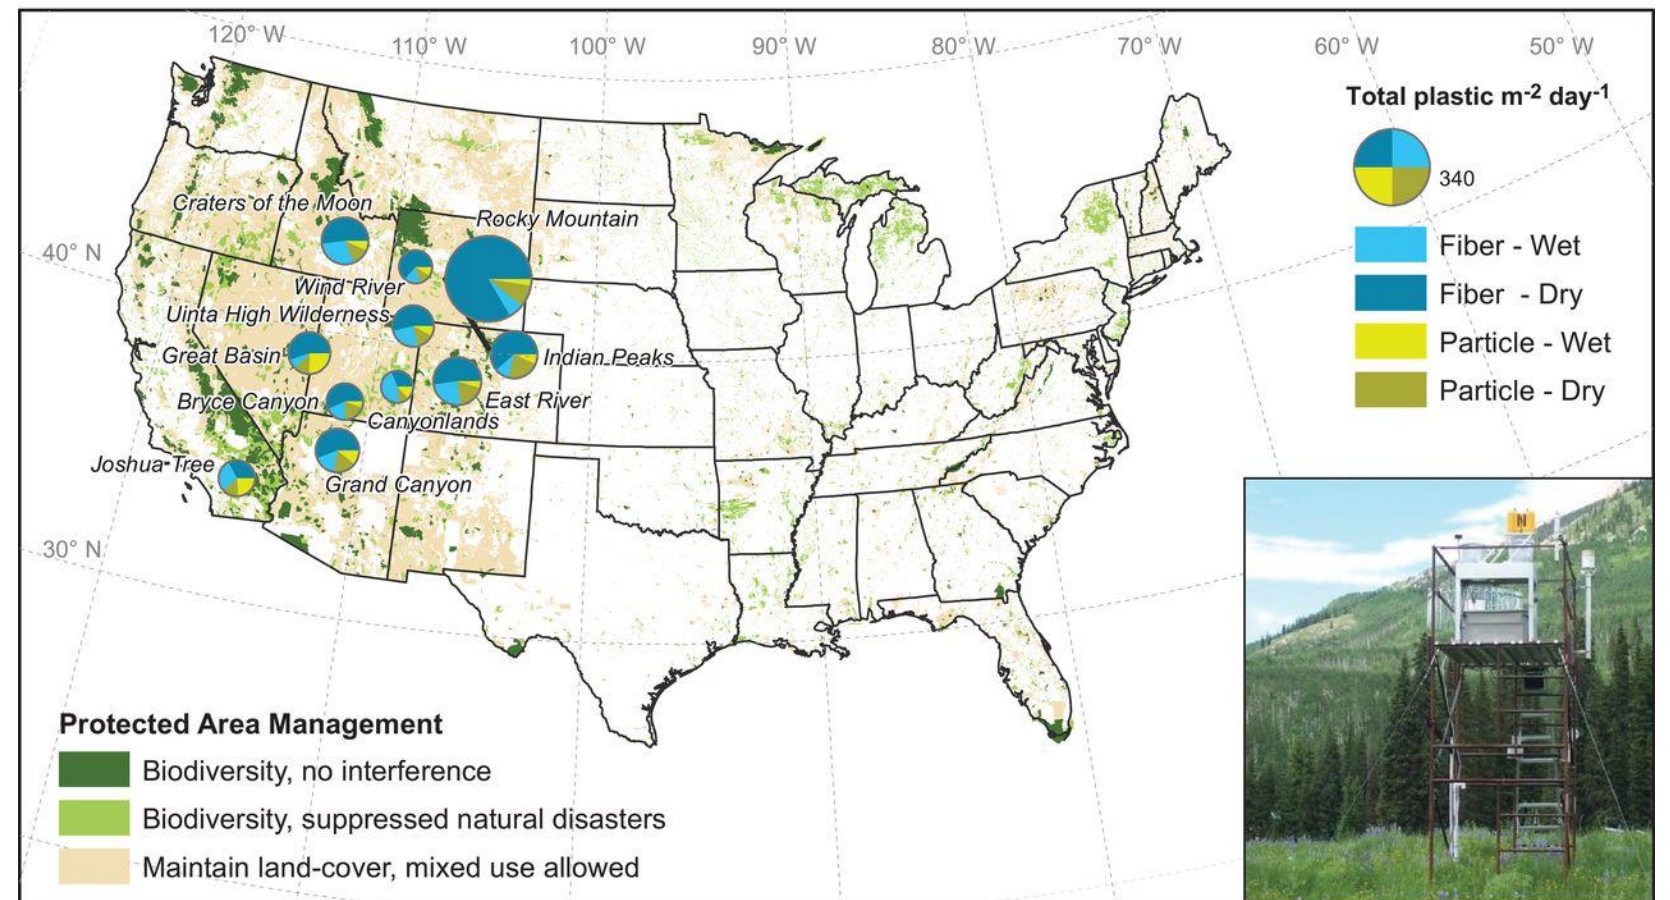 120° W
110° W
100° W
90° W
80° W
70° W
60° W
50° W
40° N
30° N
Craters of the Moon
Rocky Mountain
Wind River
Uinta High Wilderness
Great Basin
Indian Peaks
Bryce Canyon
East River
Canyonlands
Joshua Tree
Grand Canyon
Total plastic m-2 day-1
340
Fiber - Wet
Fiber - Dry
Particle - Wet
Particle - Dry
N
Protected Area Management
Biodiversity, no interference
Biodiversity, suppressed natural disasters
Maintain land-cover, mixed use allowed